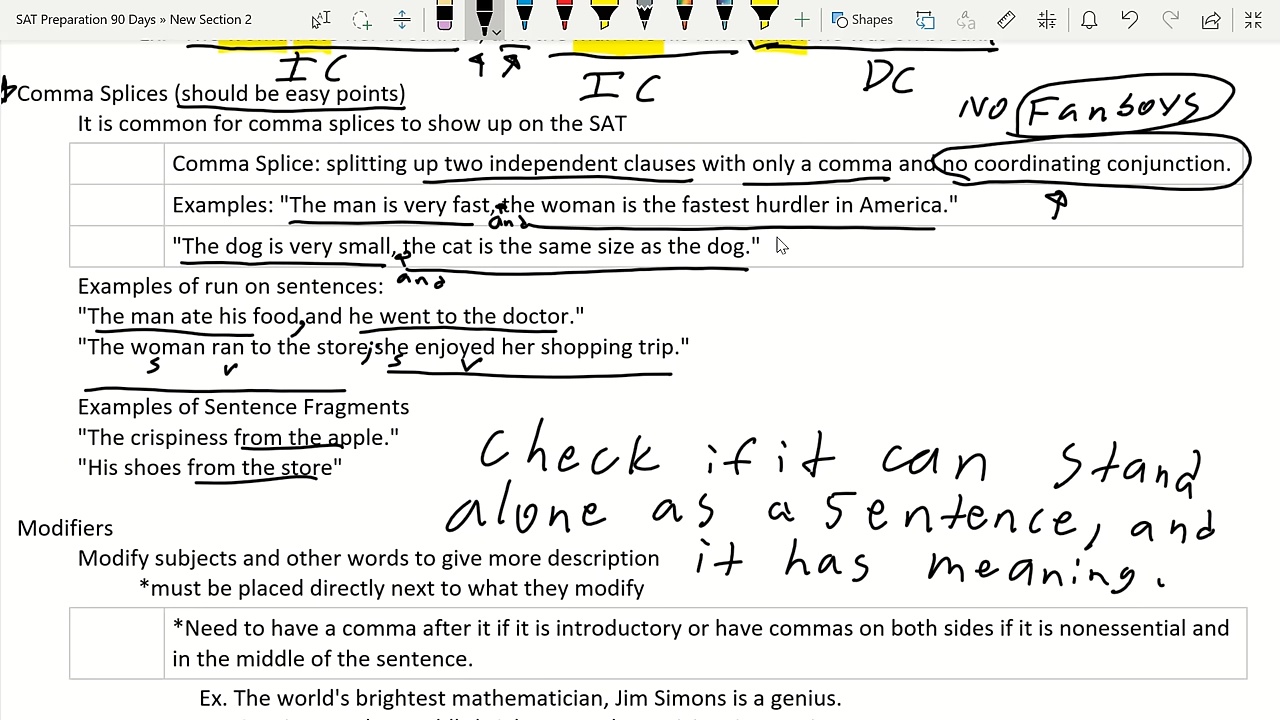 SAT Preparation 90 Days » New Section 2
Shapes
IC
IC
DC
Comma Splices (should be easy points)
NO Fanboys
It is common for comma splices to show up on the SAT
Comma Splice: splitting up two independent clauses with only a comma and no coordinating conjunction.
Examples: "The man is very fast, the woman is the fastest hurdler in America."
and
"The dog is very small, the cat is the same size as the dog."
and
Examples of run on sentences:
"The man ate his food, and he went to the doctor."
"The woman ran to the store; she enjoyed her shopping trip."
s v s v
Examples of Sentence Fragments
"The crispiness from the apple."
"His shoes from the store"
Check if it can stand
alone as a sentence, and
it has meaning.
Modifiers
Modify subjects and other words to give more description
*must be placed directly next to what they modify
*Need to have a comma after it if it is introductory or have commas on both sides if it is nonessential and
in the middle of the sentence.
Ex. The world's brightest mathematician, Jim Simons is a genius.